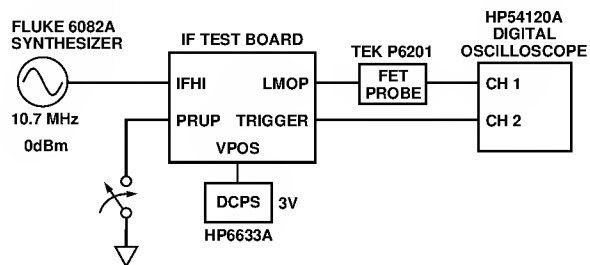 FLUKE 6082A
SYNTHESIZER
10.7 MHz
0dBm
IF TEST BOARD
IFHI
LMOP
PRUP
TRIGGER
VPOS
DCPS
3V
HP6633A
TEK P6201
FET
PROBE
HP54120A
DIGITAL
OSCILLOSCOPE
CH 1
CH 2